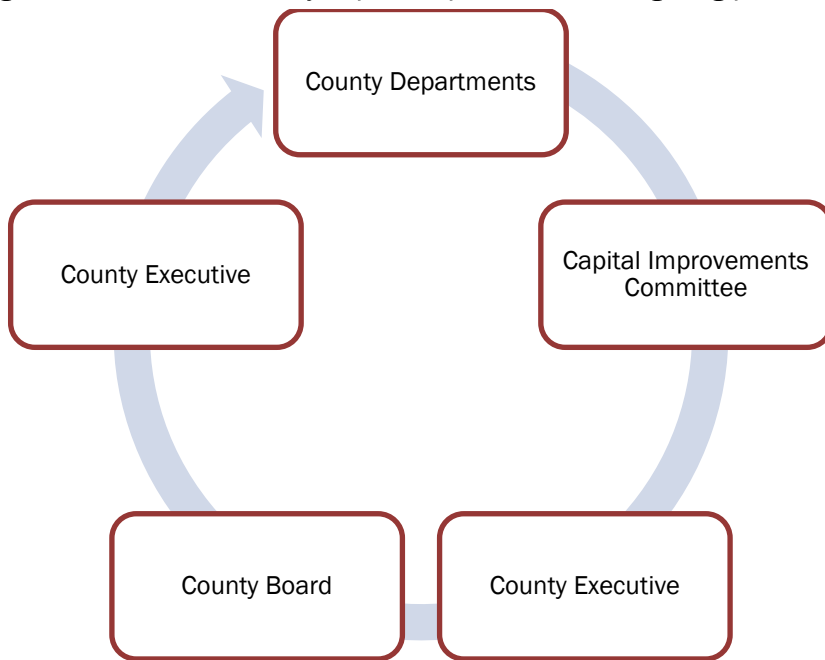 County Departments
Capital Improvements
Committee
County Executive
County Board
County Executive